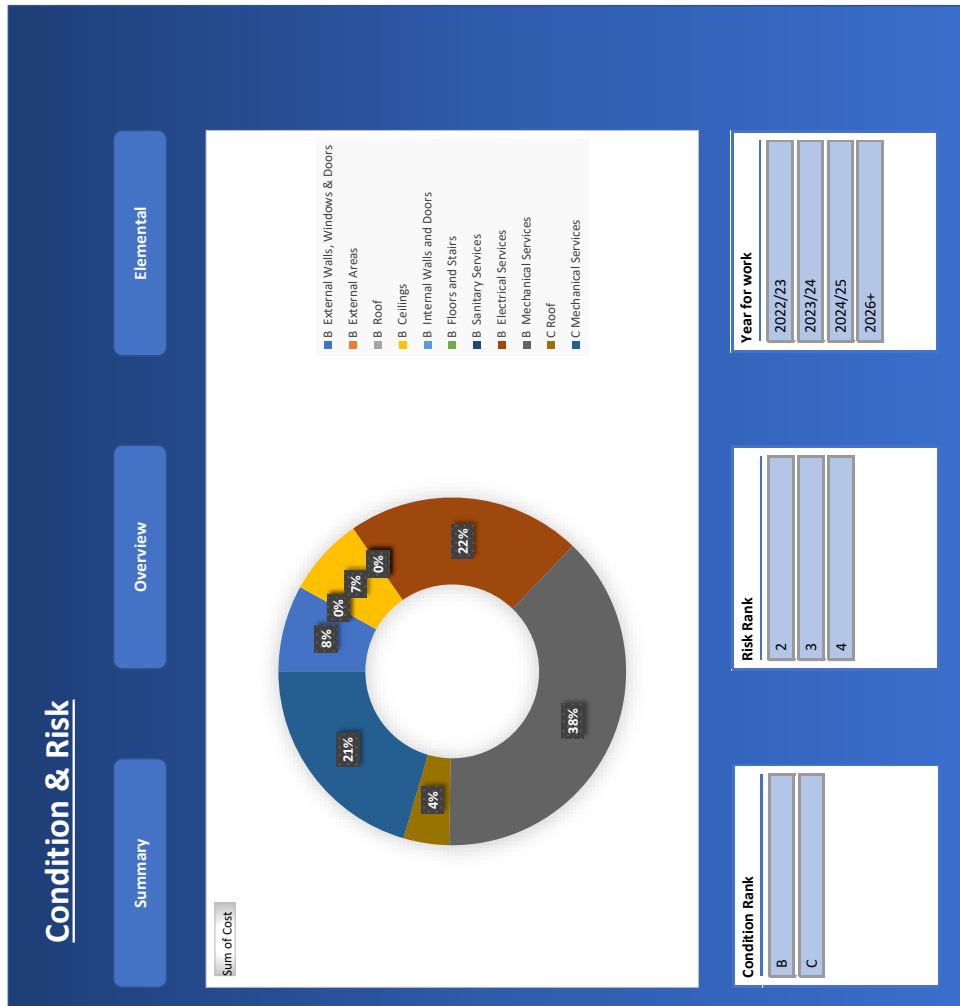 Condition & Risk
Summary
Overview
Elemental
Sum of Cost
8%
0%
7%
0%
22%
38%
4%
21%
B External Walls, Windows & Doors
B External Areas
B Roof
B Ceilings
B Internal Walls and Doors
B Floors and Stairs
B Sanitary Services
B Electrical Services
B Mechanical Services
C Roof
C Mechanical Services
Condition Rank
B
C
Risk Rank
2
3
4
Year for work
2022/23
2023/24
2024/25
2026+